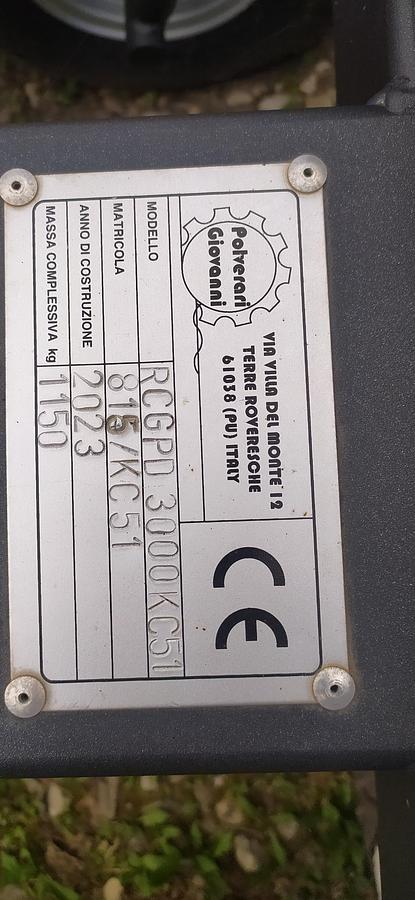 Polverari
Giovanni
VIA VILLA DEL MONTE 12
TERRE ROVERESCHE
61038 (PU) ITALY
CE
MODELLO RCGPD 3000KC51
MATRICOLA 815/KC51
ANNO DI COSTRUZIONE 2023
MASSA COMPLESSIVA kg 1150